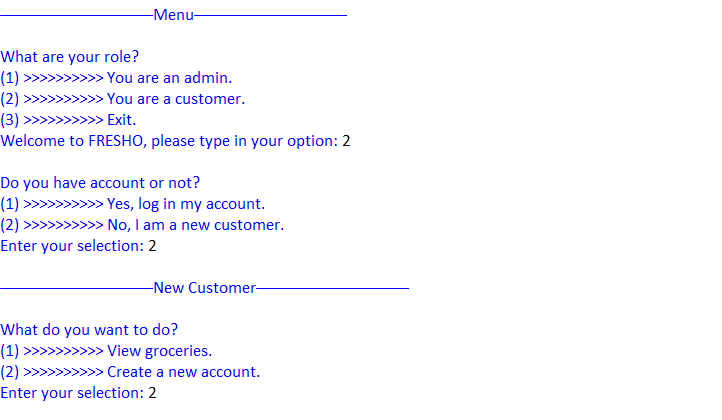 ———————————Menu———————————
What are your role?
(1) >>>>>>>>>> You are an admin.
(2) >>>>>>>>>> You are a customer.
(3) >>>>>>>>>> Exit.
Welcome to FRESHO, please type in your option: 2
Do you have account or not?
(1) >>>>>>>>>> Yes, log in my account.
(2) >>>>>>>>>> No, I am a new customer.
Enter your selection: 2
———————————New Customer———————————
What do you want to do?
(1) >>>>>>>>>> View groceries.
(2) >>>>>>>>>> Create a new account.
Enter your selection: 2